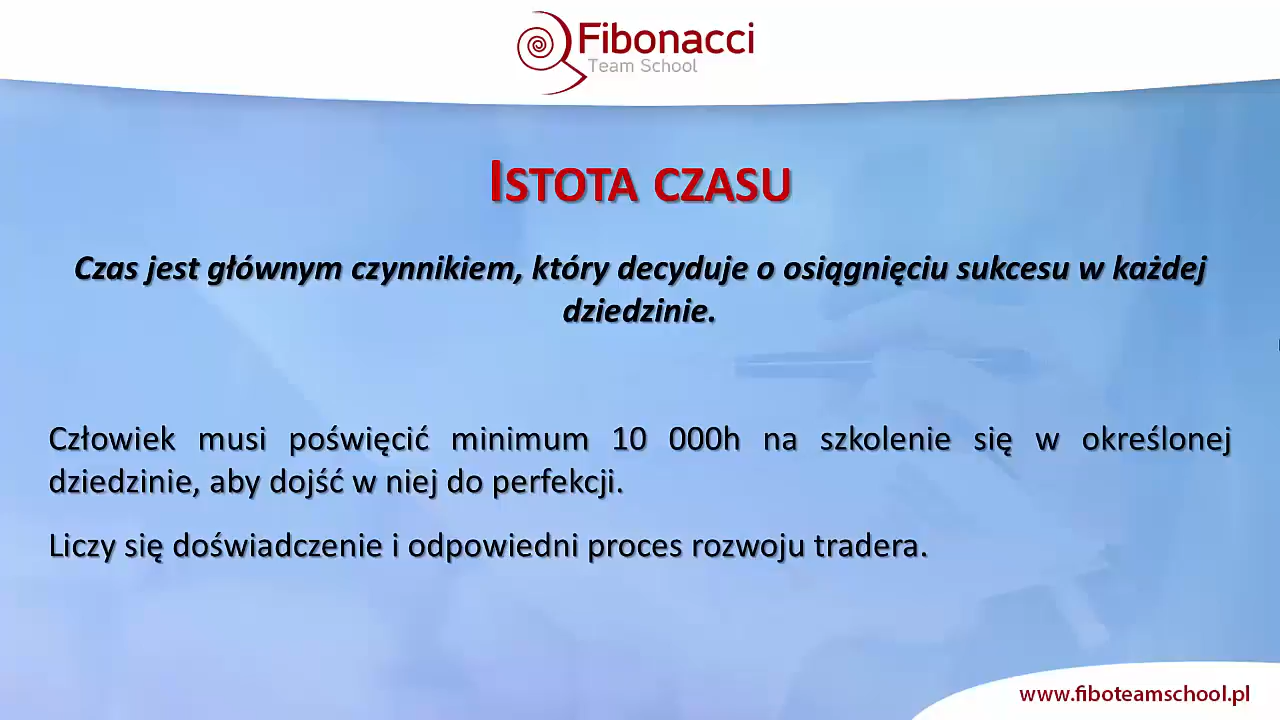 Fibonacci
Team School
Istota czasu
Czas jest głównym czynnikiem, który decyduje o osiągnięciu sukcesu w każdej
dziedzinie.
Człowiek musi poświęcić minimum 10 000h na szkolenie się w określonej
dziedzinie, aby dojść w niej do perfekcji.
Liczy się doświadczenie i odpowiedni proces rozwoju tradera.
www.fiboteamschool.pl